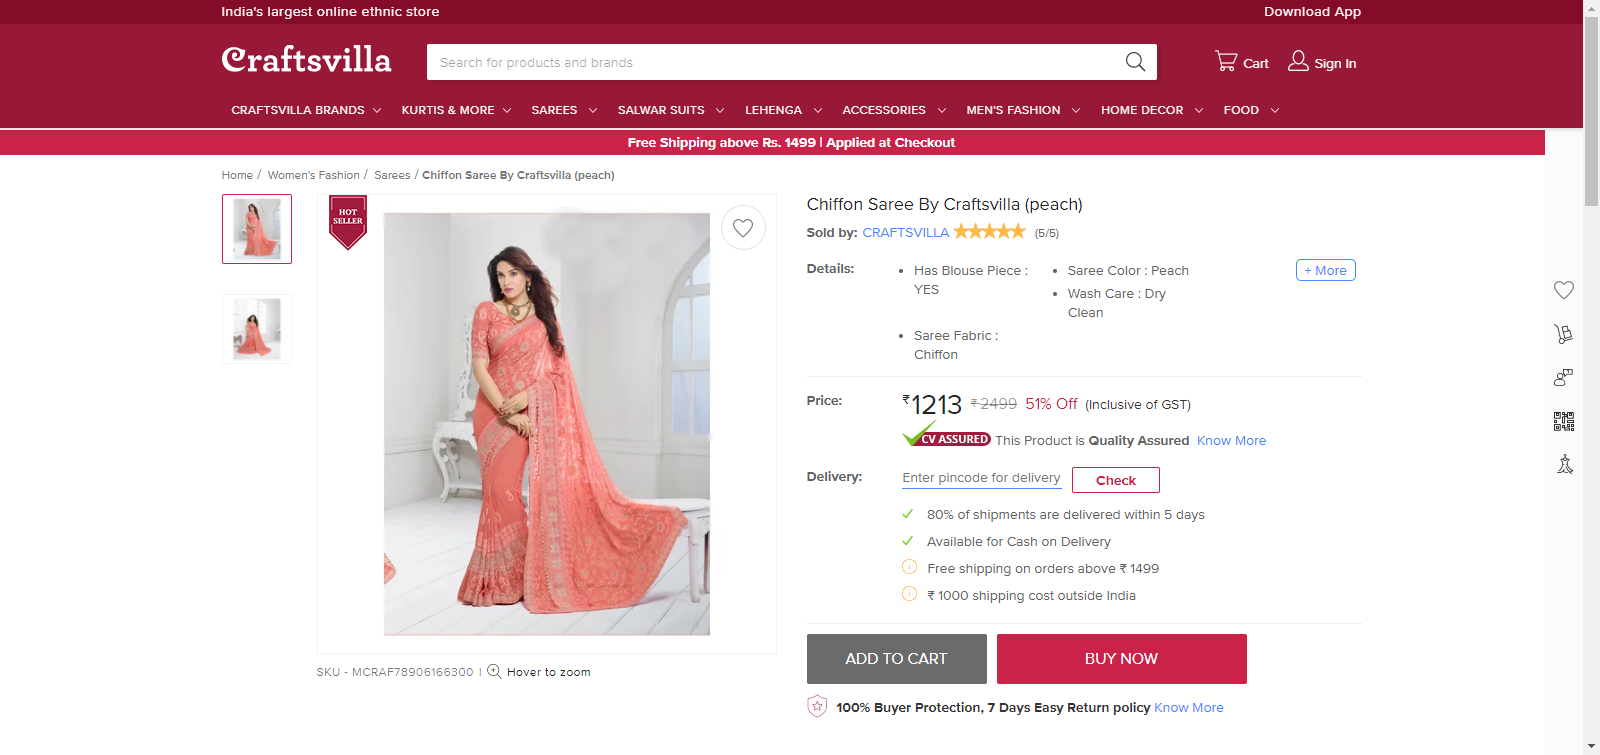 India's largest online ethnic store
Download App
Craftsvilla
Search for products and brands
Cart
Sign In
CRAFTSVILLA BRANDS
KURTIS & MORE
SAREES
SALWAR SUITS
LEHENGA
ACCESSORIES
MEN'S FASHION
HOME DECOR
FOOD
Free Shipping above Rs. 1499 | Applied at Checkout
Home / Women's Fashion / Sarees / Chiffon Saree By Craftsvilla (peach)
HOT
SELLER
SKU - MCRAF78906166300 | Hover to zoom
Chiffon Saree By Craftsvilla (peach)
Sold by: CRAFTSVILLA (5/5)
Details:
Has Blouse Piece :
YES
Saree Color : Peach
Wash Care : Dry
Clean
Saree Fabric :
Chiffon
+ More
Price:
₹1213 ₹2499 51% Off (Inclusive of GST)
CV ASSURED This Product is Quality Assured Know More
Delivery:
Enter pincode for delivery
Check
80% of shipments are delivered within 5 days
Available for Cash on Delivery
Free shipping on orders above ₹ 1499
₹ 1000 shipping cost outside India
ADD TO CART
BUY NOW
100% Buyer Protection, 7 Days Easy Return policy Know More